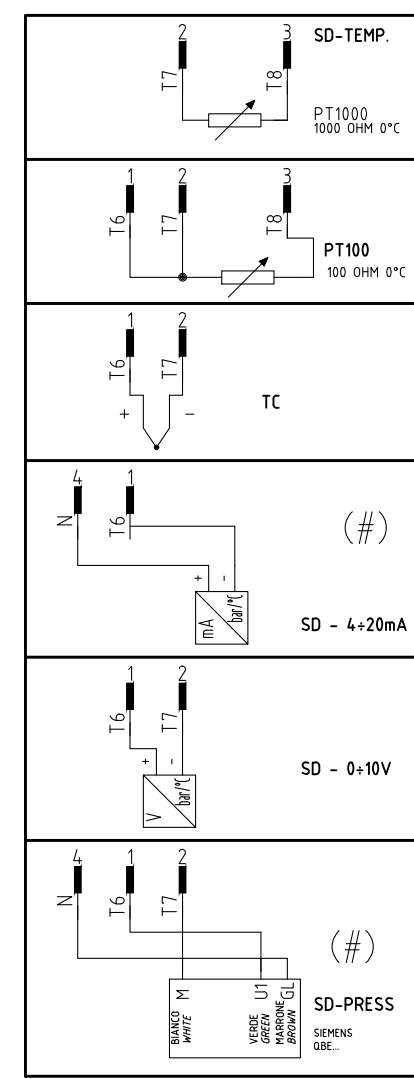 2 3 SD-TEMP.
T7 T8
PT1000
1000 OHM 0°C
1 2 3
T6 T7 T8
PT100
100 OHM 0°C
1 2
T6 T7
+ -
TC
4 1
N T6
(#)
+ -
mA bar/°C
SD - 4÷20mA
1 2
T6 T7
+ -
V bar/°C
SD - 0÷10V
4 1 2
N T6 T7
(#)
M U1 GL
BIANCO
WHITE
VERDE
GREEN
MARRONE
BROWN
SD-PRESS
SIEMENS
QBE...